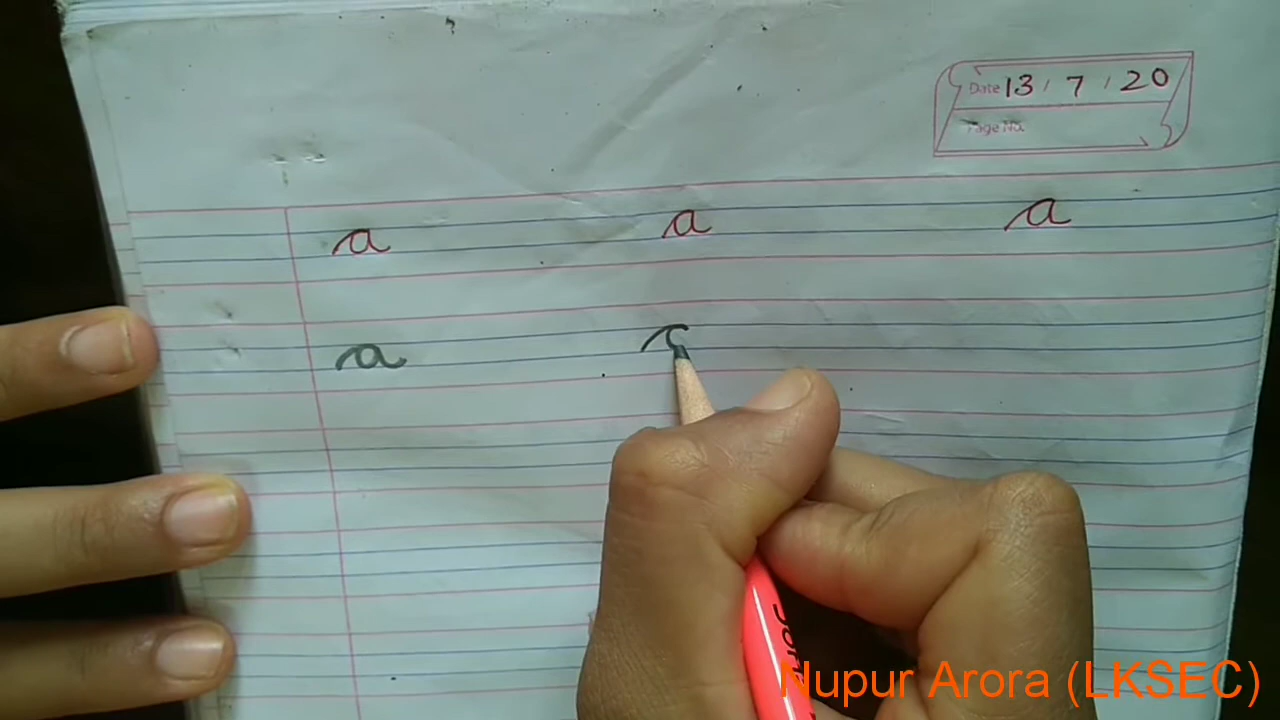 Date 13 / 7 / 20
Page No.
a a a
a
Nupur Arora (LKSEC)